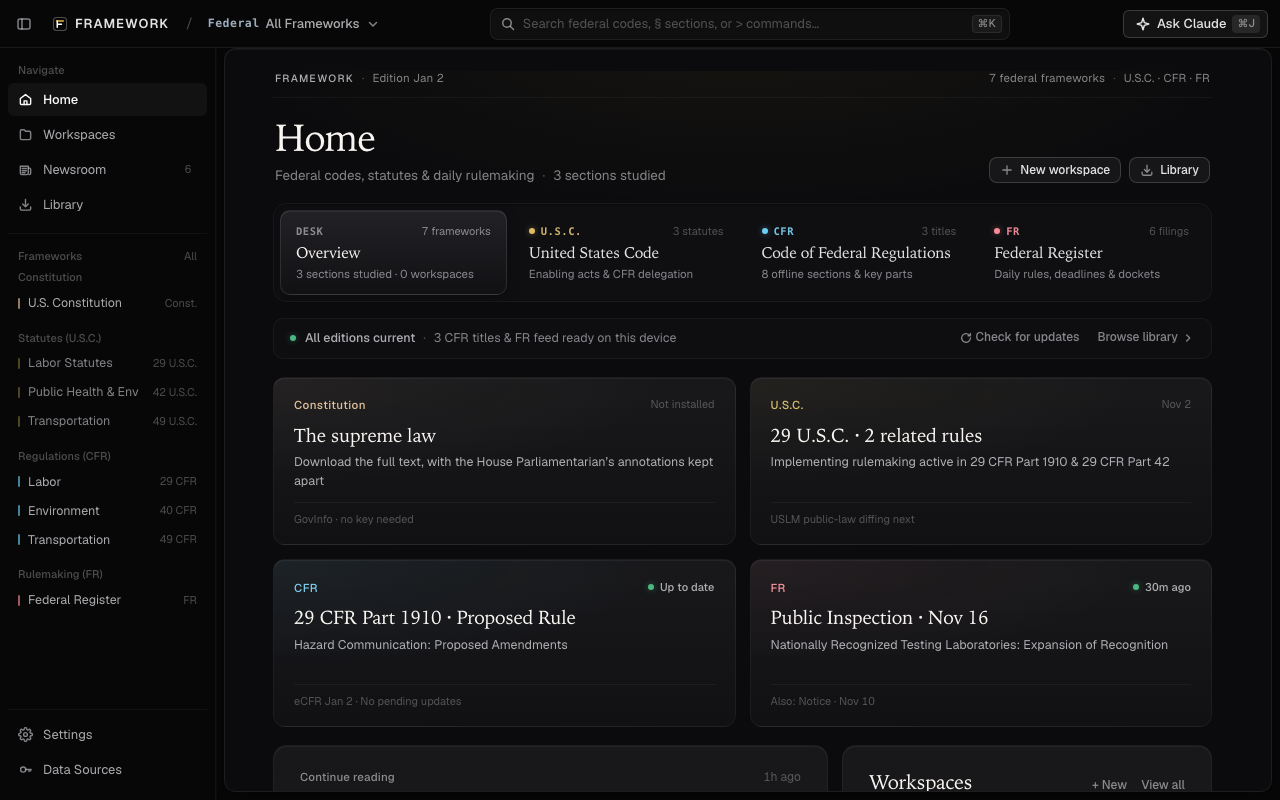 FRAMEWORK / Federal All Frameworks
Search federal codes, § sections, or > commands… ⌘K
Ask Claude ⌘J
Navigate
Home
Workspaces
Newsroom 6
Library
Frameworks All
Constitution
U.S. Constitution Const.
Statutes (U.S.C.)
Labor Statutes 29 U.S.C.
Public Health & Env 42 U.S.C.
Transportation 49 U.S.C.
Regulations (CFR)
Labor 29 CFR
Environment 40 CFR
Transportation 49 CFR
Rulemaking (FR)
Federal Register FR
Settings
Data Sources
FRAMEWORK · Edition Jan 2
7 federal frameworks · U.S.C. · CFR · FR
Home
Federal codes, statutes & daily rulemaking · 3 sections studied
+ New workspace
Library
DESK 7 frameworks
Overview
3 sections studied · 0 workspaces
U.S.C. 3 statutes
United States Code
Enabling acts & CFR delegation
CFR 3 titles
Code of Federal Regulations
8 offline sections & key parts
FR 6 filings
Federal Register
Daily rules, deadlines & dockets
All editions current · 3 CFR titles & FR feed ready on this device
Check for updates
Browse library
Constitution Not installed
The supreme law
Download the full text, with the House Parliamentarian’s annotations kept
apart
GovInfo · no key needed
U.S.C. Nov 2
29 U.S.C. · 2 related rules
Implementing rulemaking active in 29 CFR Part 1910 & 29 CFR Part 42
USLM public-law diffing next
CFR Up to date
29 CFR Part 1910 · Proposed Rule
Hazard Communication: Proposed Amendments
eCFR Jan 2 · No pending updates
FR 30m ago
Public Inspection · Nov 16
Nationally Recognized Testing Laboratories: Expansion of Recognition
Also: Notice · Nov 10
Continue reading 1h ago
Workspaces + New View all